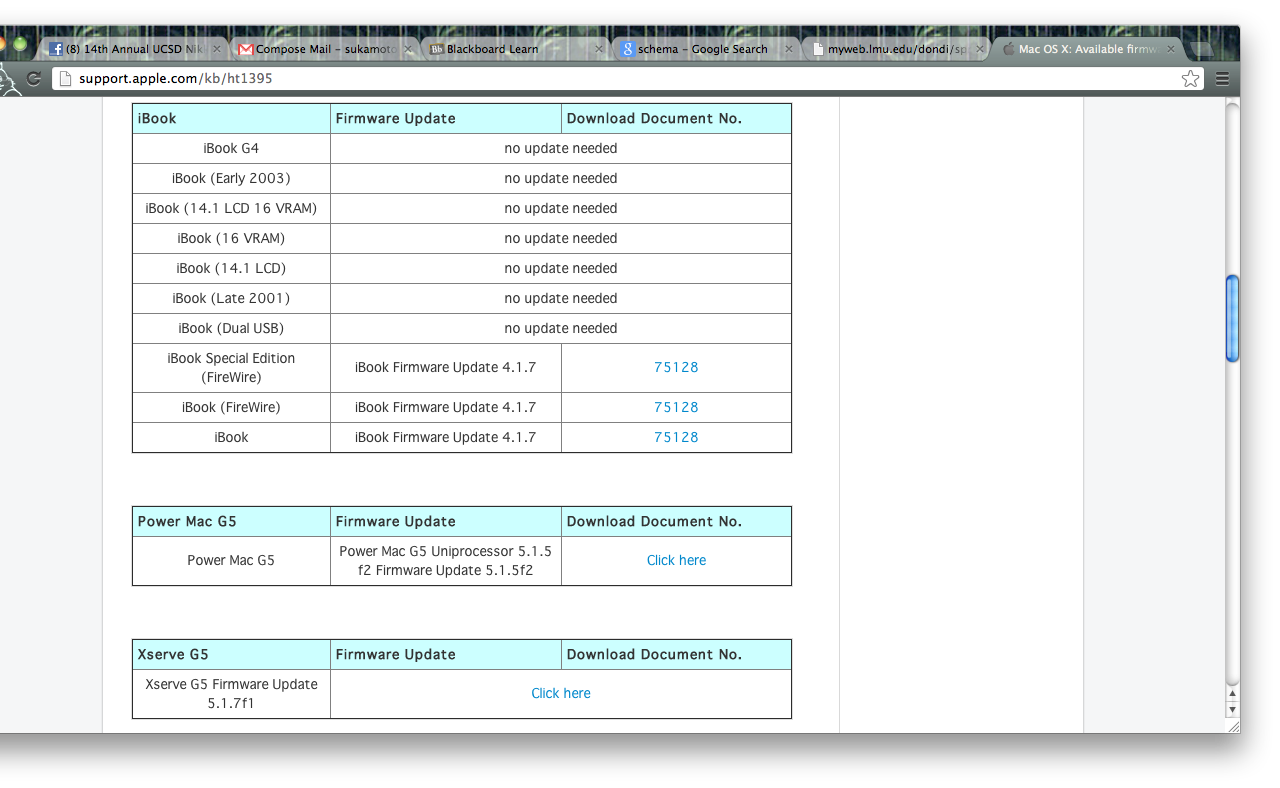 (8) 14th Annual UCSD Nik
Compose Mail – sukamoto
Blackboard Learn
schema – Google Search
myweb.lmu.edu/dondi/sp
Mac OS X: Available firmw
support.apple.com/kb/ht1395
iBook Firmware Update Download Document No.
iBook G4 no update needed
iBook (Early 2003) no update needed
iBook (14.1 LCD 16 VRAM) no update needed
iBook (16 VRAM) no update needed
iBook (14.1 LCD) no update needed
iBook (Late 2001) no update needed
iBook (Dual USB) no update needed
iBook Special Edition
(FireWire) iBook Firmware Update 4.1.7 75128
iBook (FireWire) iBook Firmware Update 4.1.7 75128
iBook iBook Firmware Update 4.1.7 75128
Power Mac G5 Firmware Update Download Document No.
Power Mac G5 Power Mac G5 Uniprocessor 5.1.5
f2 Firmware Update 5.1.5f2 Click here
Xserve G5 Firmware Update Download Document No.
Xserve G5 Firmware Update
5.1.7f1 Click here